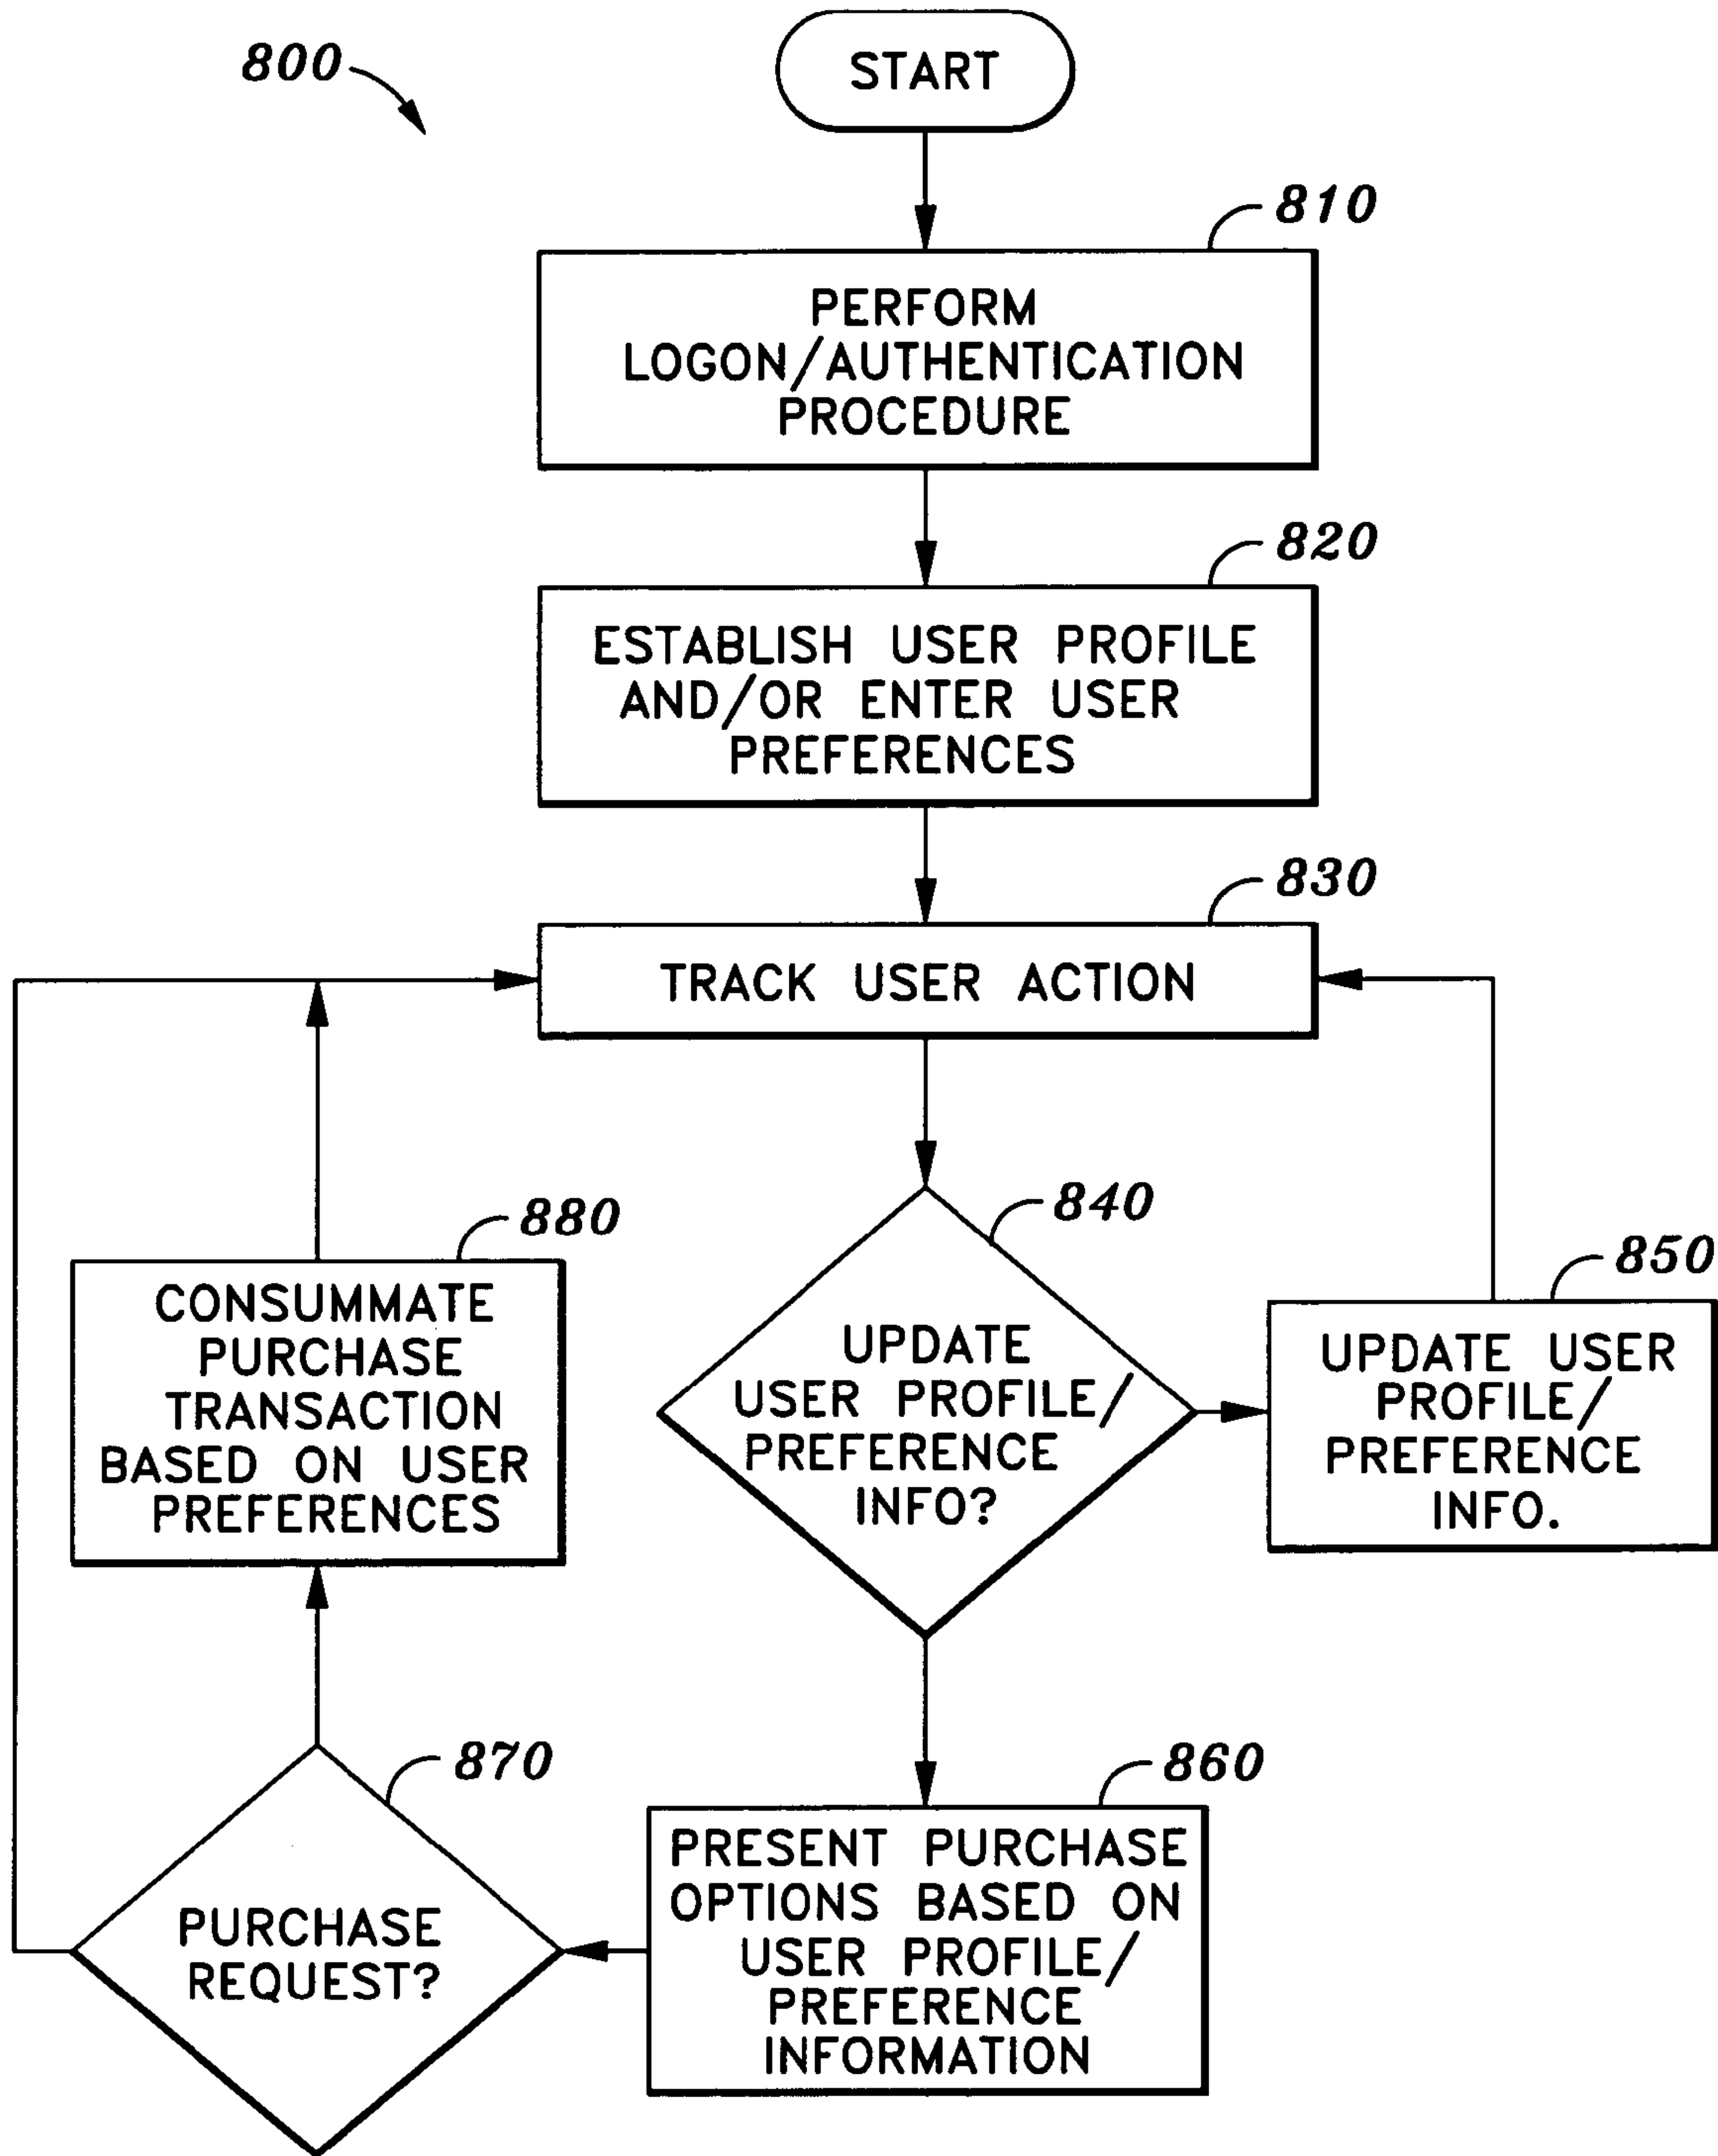 800
START
810
PERFORM
LOGON/AUTHENTICATION
PROCEDURE
820
ESTABLISH USER PROFILE
AND/OR ENTER USER
PREFERENCES
830
TRACK USER ACTION
840
UPDATE
USER PROFILE/
PREFERENCE
INFO?
850
UPDATE USER
PROFILE/
PREFERENCE
INFO.
880
CONSUMMATE
PURCHASE
TRANSACTION
BASED ON USER
PREFERENCES
870
PURCHASE
REQUEST?
860
PRESENT PURCHASE
OPTIONS BASED ON
USER PROFILE/
PREFERENCE
INFORMATION